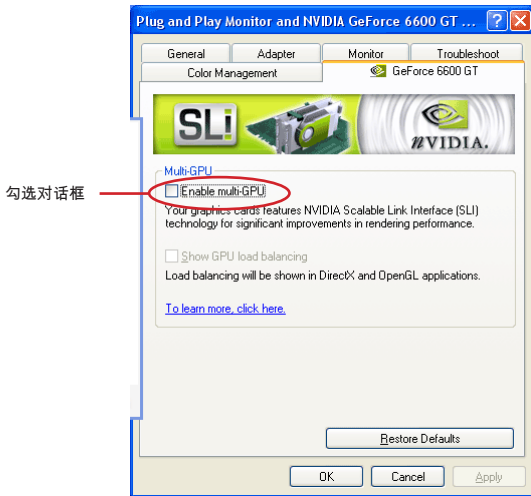 Plug and Play Monitor and NVIDIA GeForce 6600 GT ...
General Adapter Monitor Troubleshoot
Color Management GeForce 6600 GT
SLi
nVIDIA.
Multi-GPU
勾选对话框
Enable multi-GPU
Your graphics cards features NVIDIA Scalable Link Interface (SLI)
technology for significant improvements in rendering performance.
Show GPU load balancing
Load balancing will be shown in DirectX and OpenGL applications.
To learn more, click here.
Restore Defaults
OK Cancel Apply